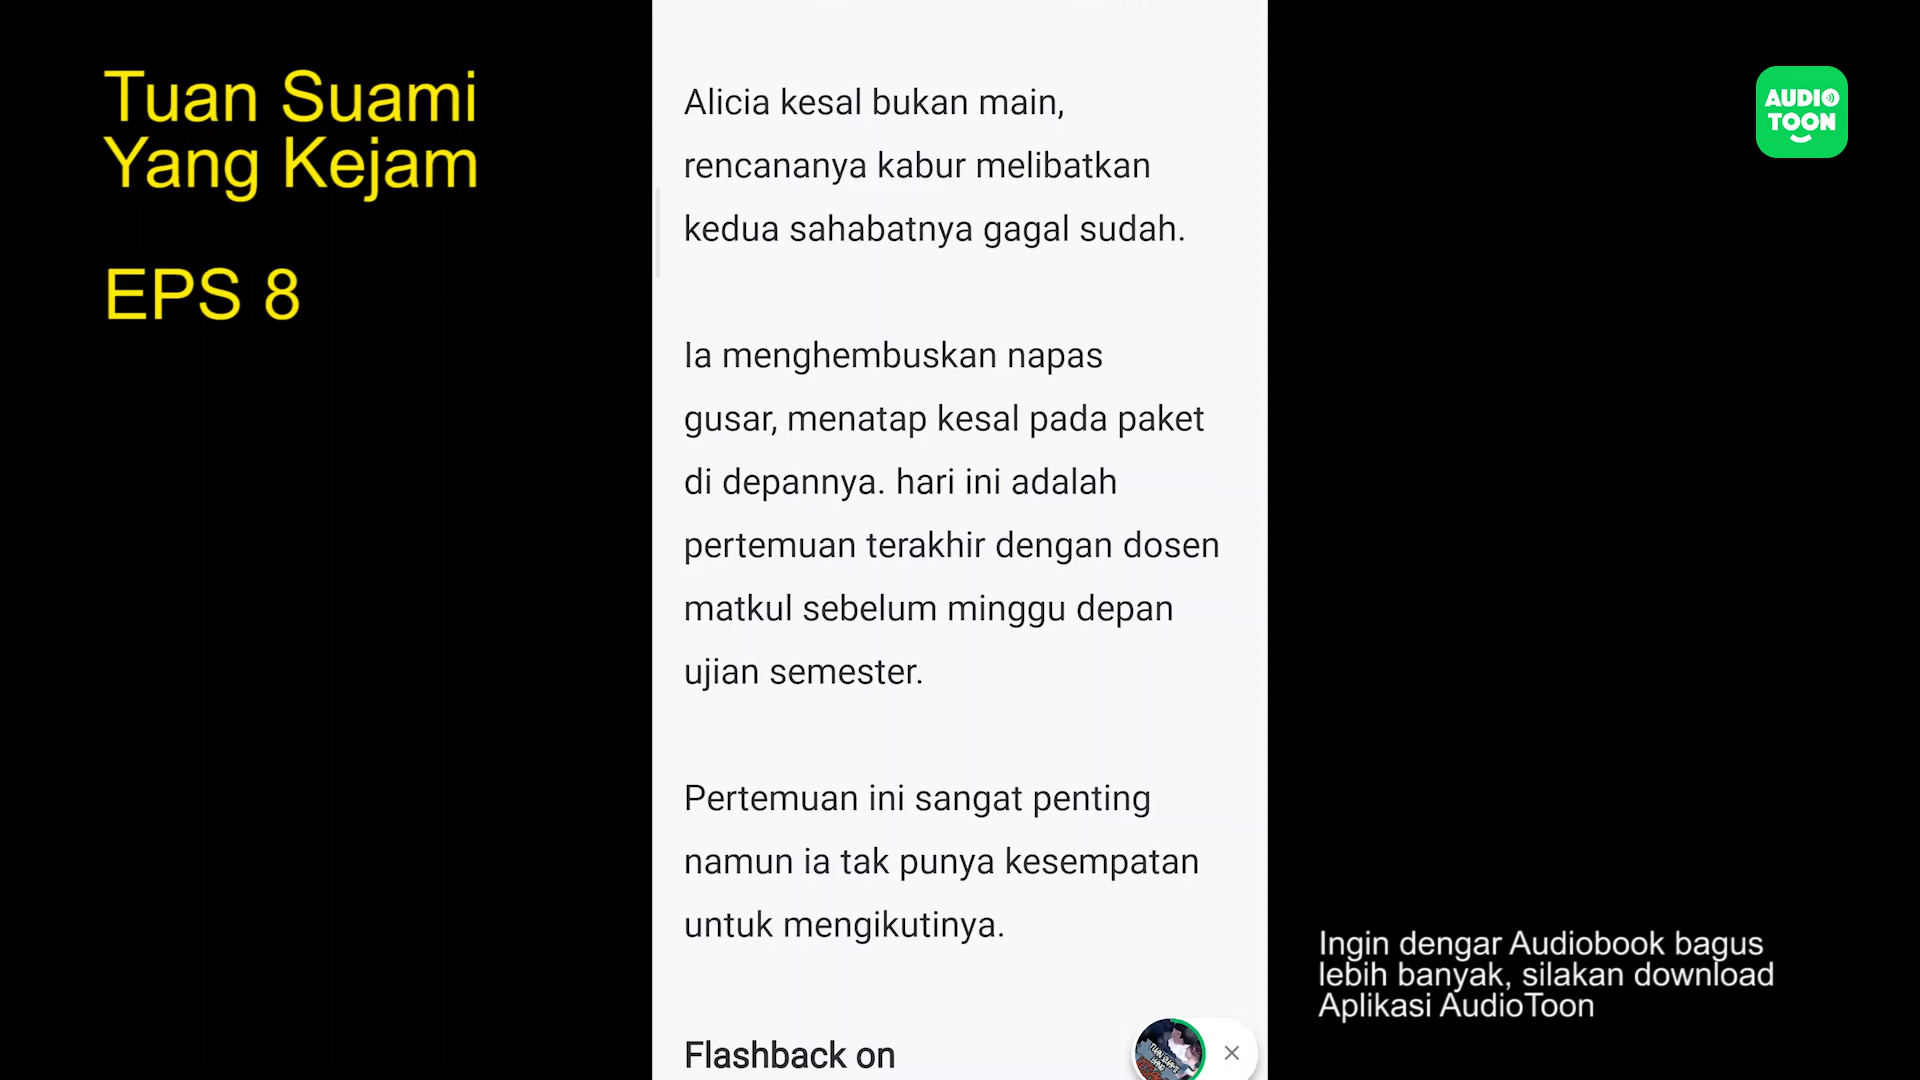 Tuan Suami
Yang Kejam
EPS 8
Alicia kesal bukan main,
rencananya kabur melibatkan
kedua sahabatnya gagal sudah.
Ia menghembuskan napas
gusar, menatap kesal pada paket
di depannya. hari ini adalah
pertemuan terakhir dengan dosen
matkul sebelum minggu depan
ujian semester.
Pertemuan ini sangat penting
namun ia tak punya kesempatan
untuk mengikutinya.
Flashback on
AUDIO
TOON
Ingin dengar Audiobook bagus
lebih banyak, silakan download
Aplikasi AudioToon